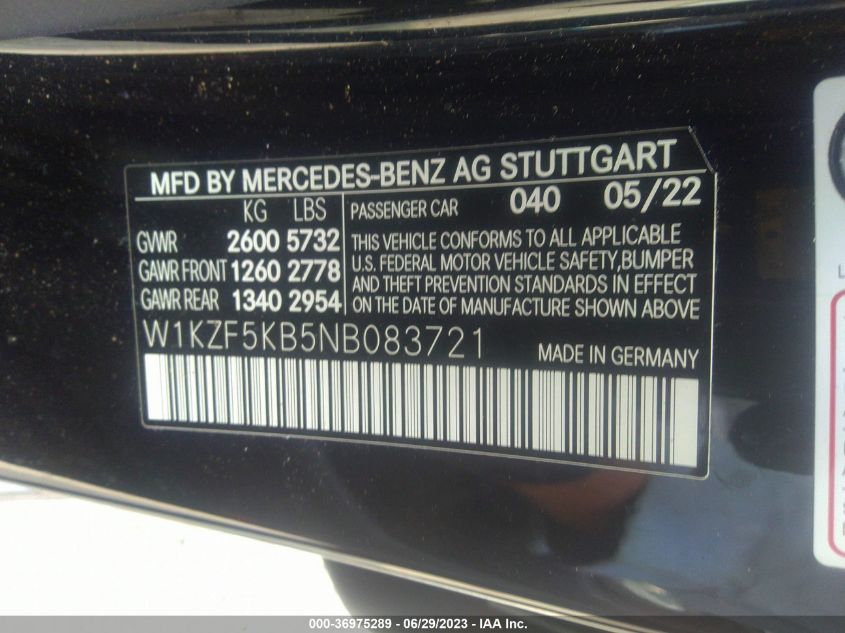 MFD BY MERCEDES-BENZ AG STUTTGART
KG LBS
GVWR 2600 5732
GAWR FRONT 1260 2778
GAWR REAR 1340 2954
PASSENGER CAR 040 05/22
THIS VEHICLE CONFORMS TO ALL APPLICABLE
U.S. FEDERAL MOTOR VEHICLE SAFETY,BUMPER
AND THEFT PREVENTION STANDARDS IN EFFECT
ON THE DATE OF MANUFACTURE SHOWN ABOVE
W1KZF5KB5NB083721
MADE IN GERMANY
000-36975289 - 06/29/2023 - IAAI.com